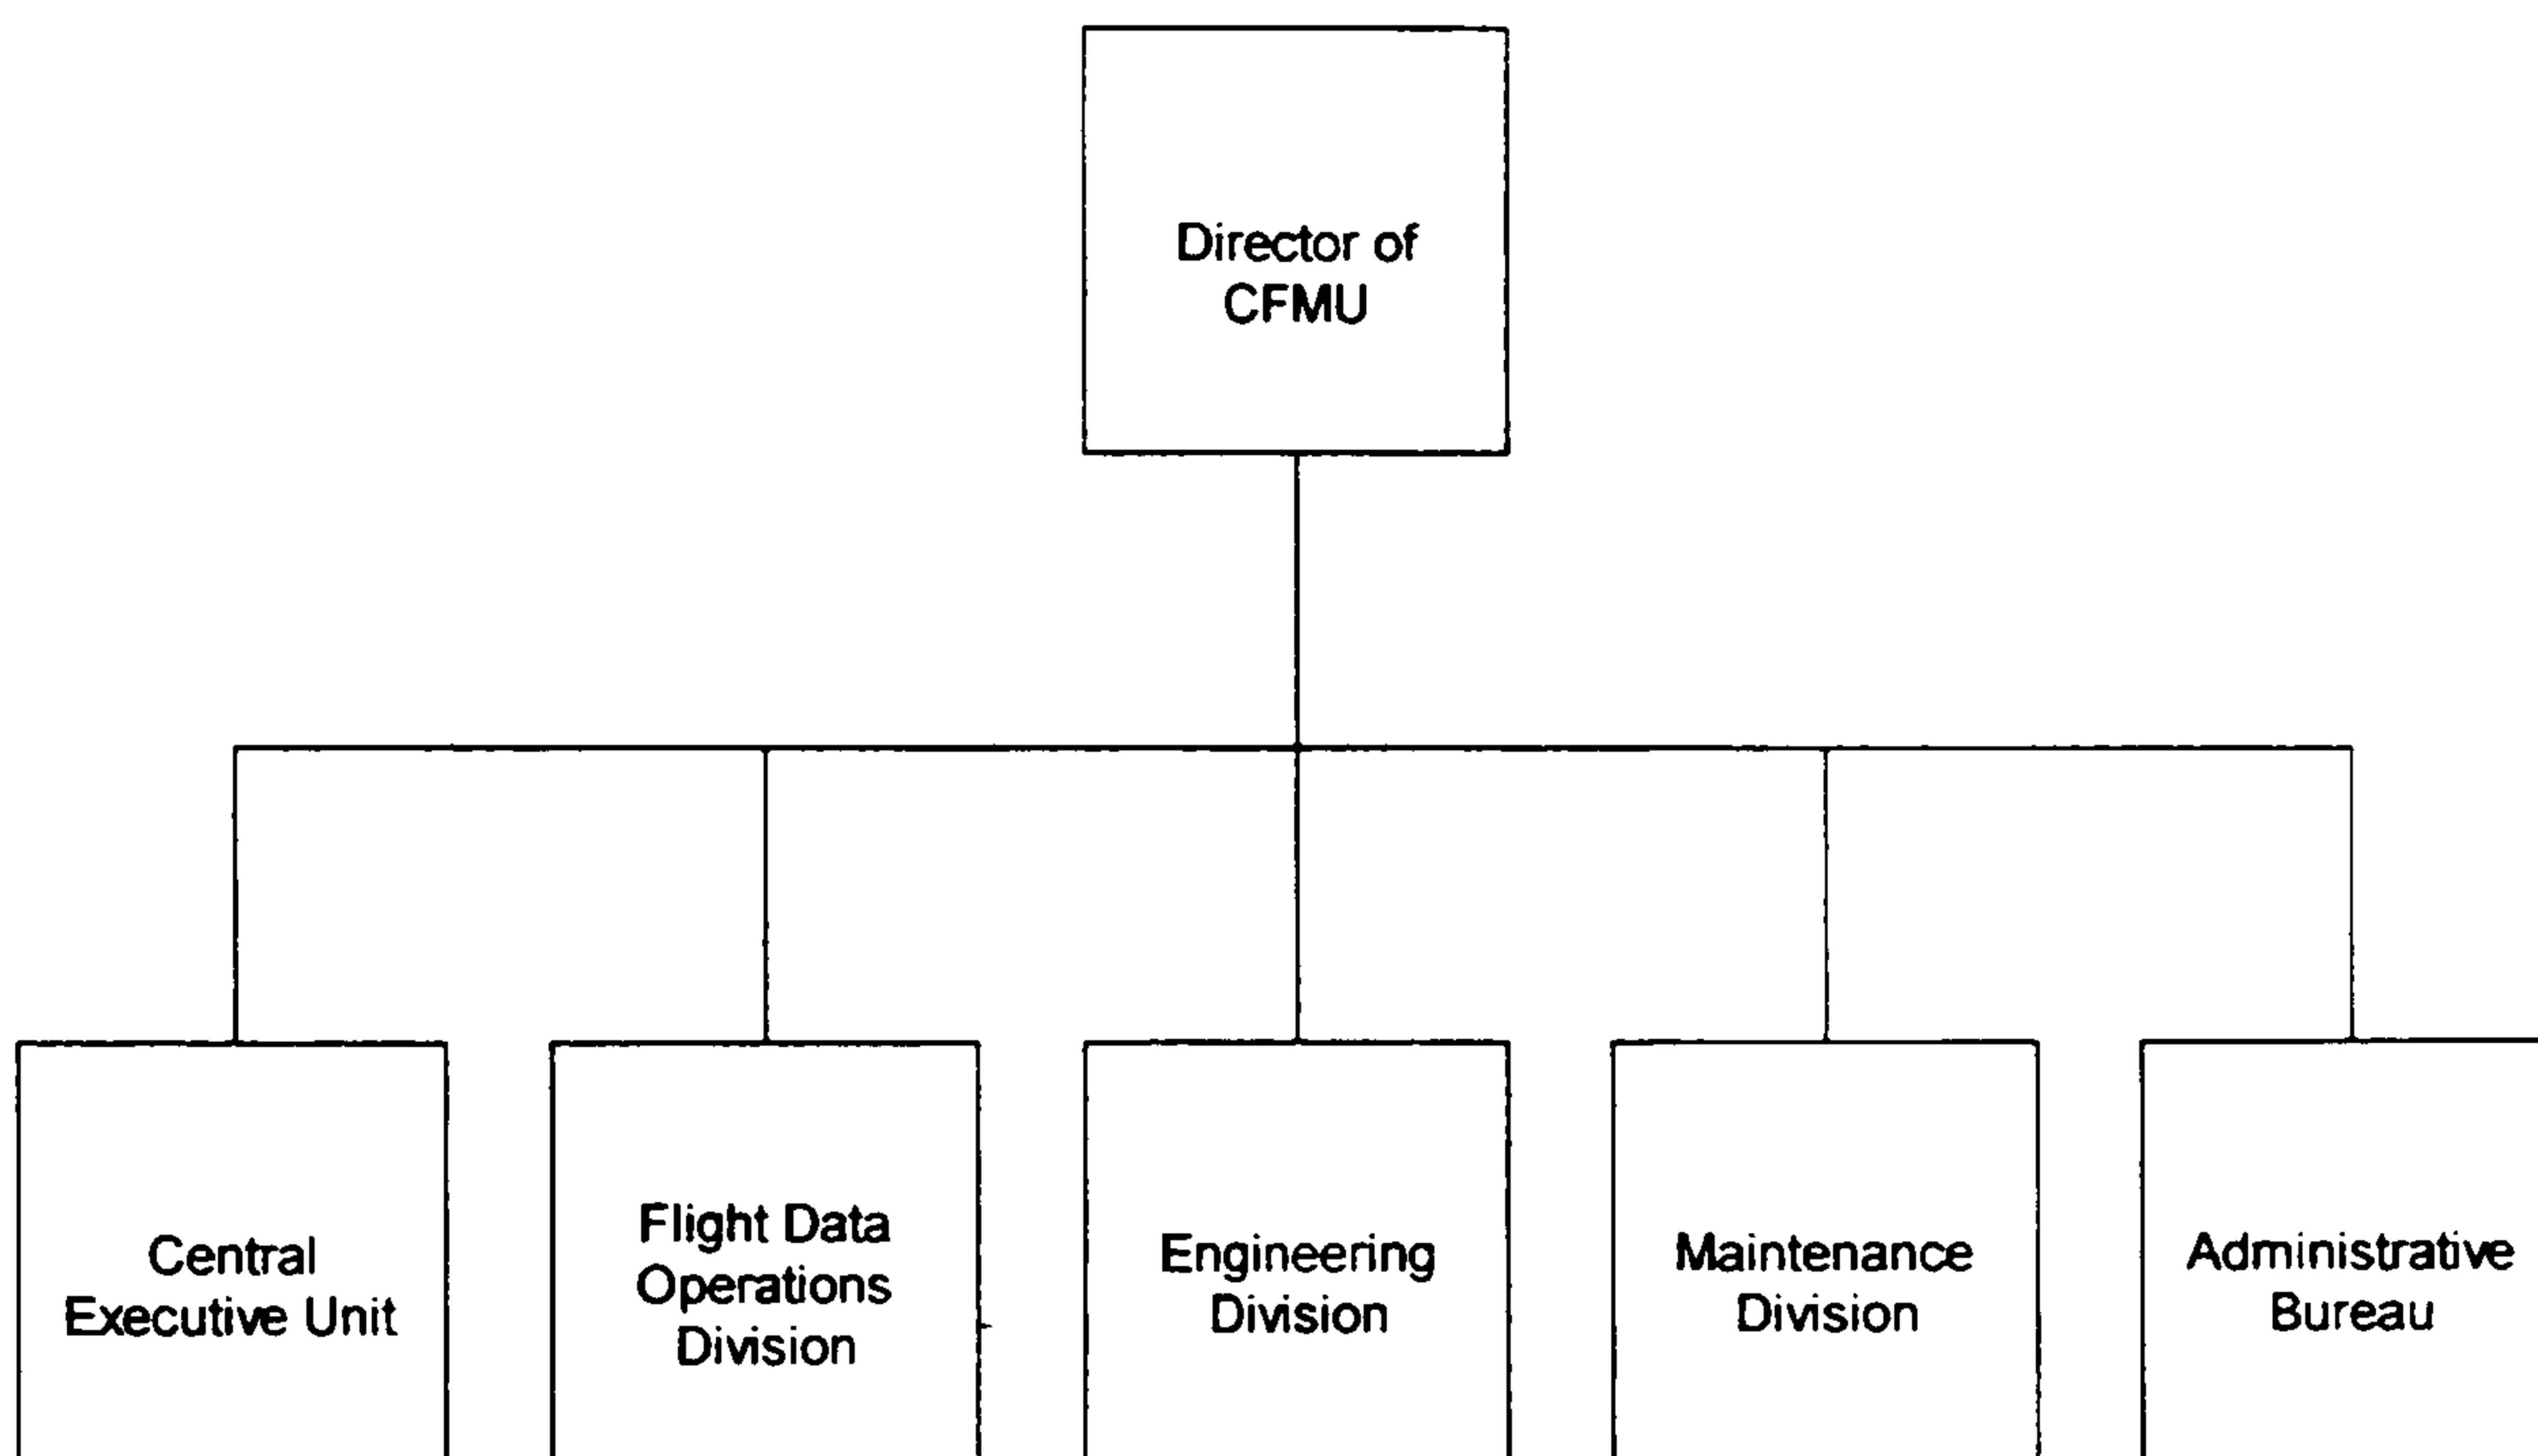 Director of
CFMU
Central
Executive Unit
Flight Data
Operations
Division
Engineering
Division
Maintenance
Division
Administrative
Bureau